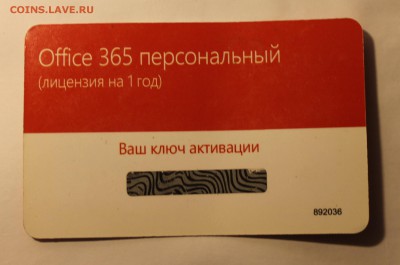 COINS.LAVE.RU
Office 365 персональный
(лицензия на 1 год)
Ваш ключ активации
892036